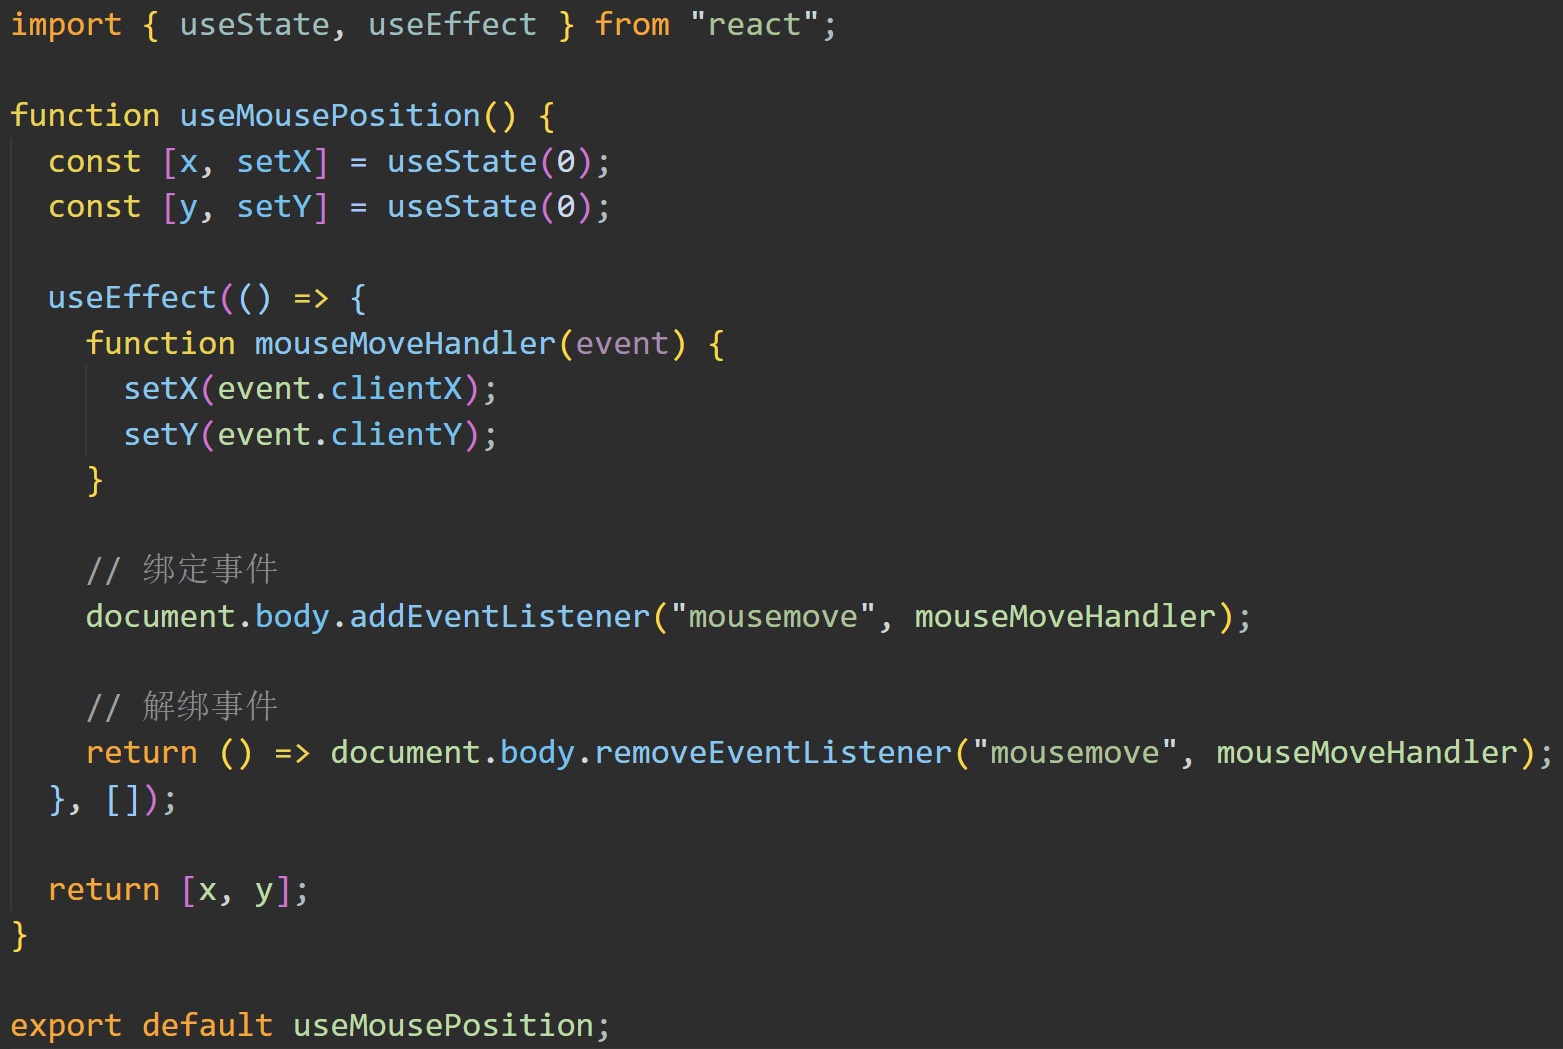 import { useState, useEffect } from "react";
function useMousePosition() {
const [x, setX] = useState(0);
const [y, setY] = useState(0);
useEffect(() => {
function mouseMoveHandler(event) {
setX(event.clientX);
setY(event.clientY);
}
// 绑定事件
document.body.addEventListener("mousemove", mouseMoveHandler);
// 解绑事件
return () => document.body.removeEventListener("mousemove", mouseMoveHandler);
}, []);
return [x, y];
}
export default useMousePosition;